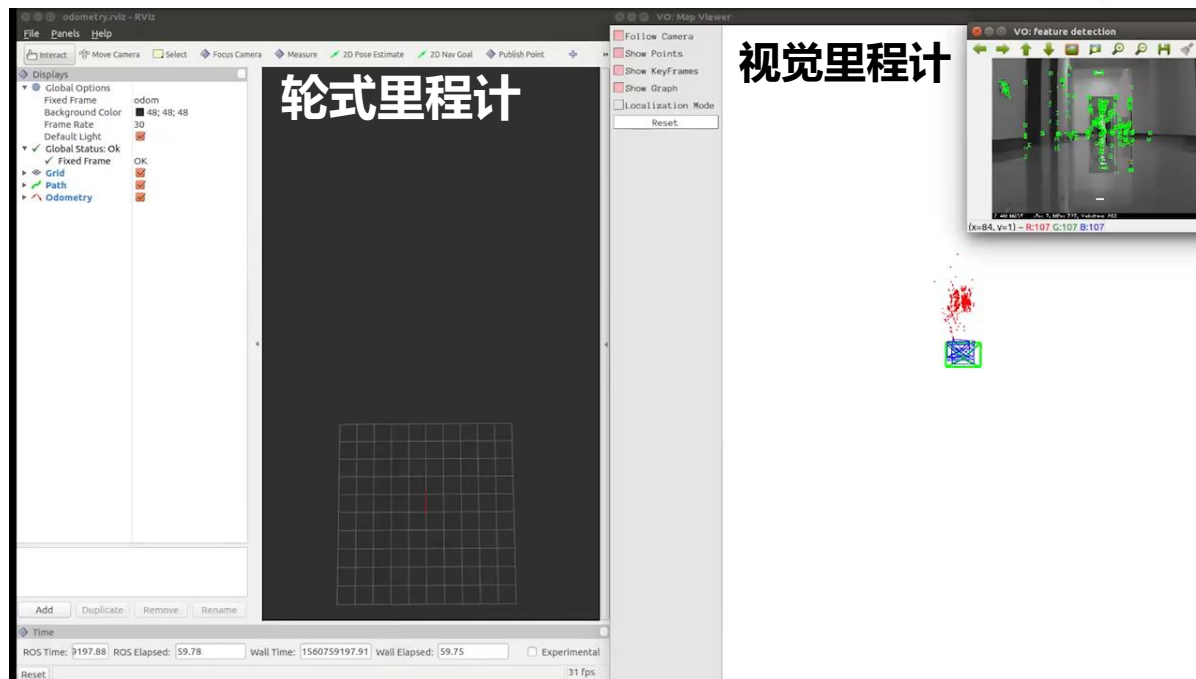 odometry.rviz - RViz
File Panels Help
Interact Move Camera Select Focus Camera Measure 2D Pose Estimate 2D Nav Goal Publish Point »
Displays
Global Options
Fixed Frame odom
Background Color 48; 48; 48
Frame Rate 30
Default Light
Global Status: Ok
Fixed Frame OK
Grid
Path
Odometry
轮式里程计
Add Duplicate Remove Rename
Time
ROS Time: 9197.88 ROS Elapsed: 59.78 Wall Time: 1560759197.91 Wall Elapsed: 59.75 Experimental
Reset 31 fps
VO: Map Viewer
Follow Camera
Show Points
Show KeyFrames
Show Graph
Localization Mode
Reset
视觉里程计
VO: feature detection
(x=84, y=1) ~ R:107 G:107 B:107